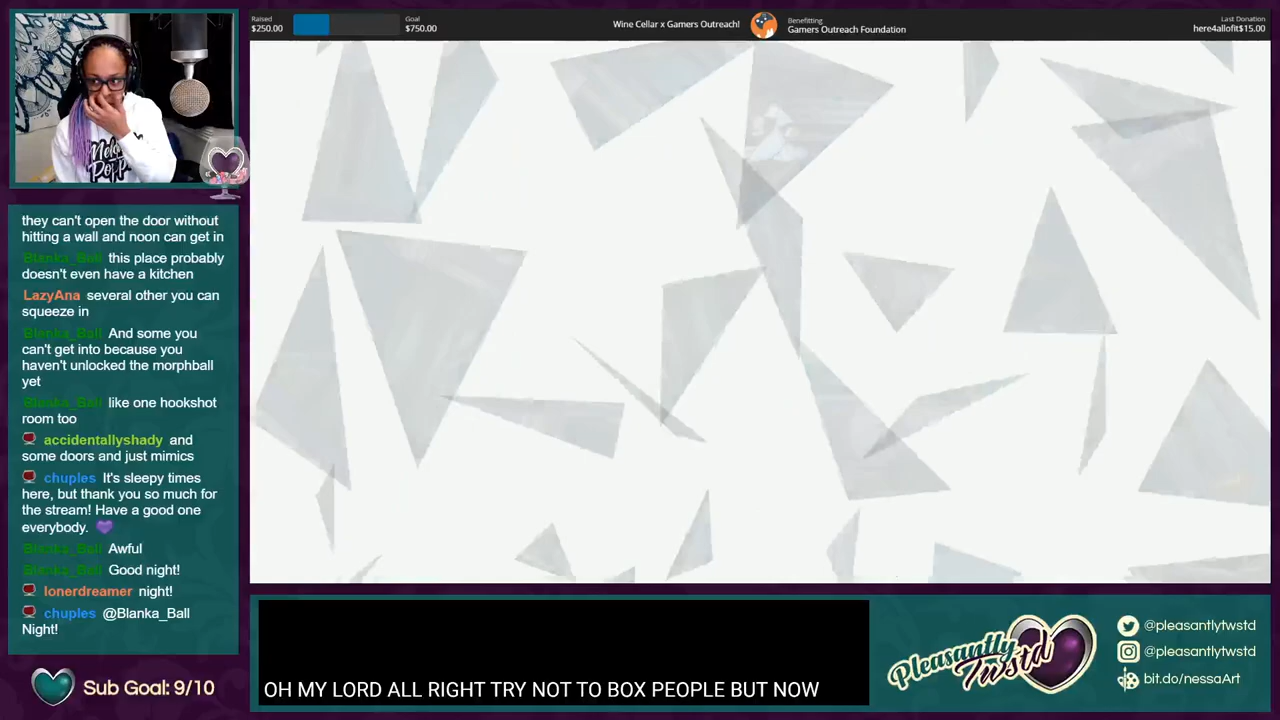 Raised
$250.00
Goal
$750.00
Wine Cellar x Gamers Outreach!
Benefitting
Gamers Outreach Foundation
Last Donation
here4allofit$15.00
they can't open the door without
hitting a wall and noon can get in
Blanka_Ball this place probably
doesn't even have a kitchen
LazyAna several other you can
squeeze in
Blanka_Ball And some you
can't get into because you
haven't unlocked the morphball
yet
Blanka_Ball like one hookshot
room too
accidentallyshady and
some doors and just mimics
chuples It's sleepy times
here, but thank you so much for
the stream! Have a good one
everybody.
Blanka_Ball Awful
Blanka_Ball Good night!
lonerdreamer night!
chuples @Blanka_Ball
Night!
Sub Goal: 9/10
OH MY LORD ALL RIGHT TRY NOT TO BOX PEOPLE BUT NOW
Pleasantly
Twstd
@pleasantlytwstd
@pleasantlytwstd
bit.do/nessaArt